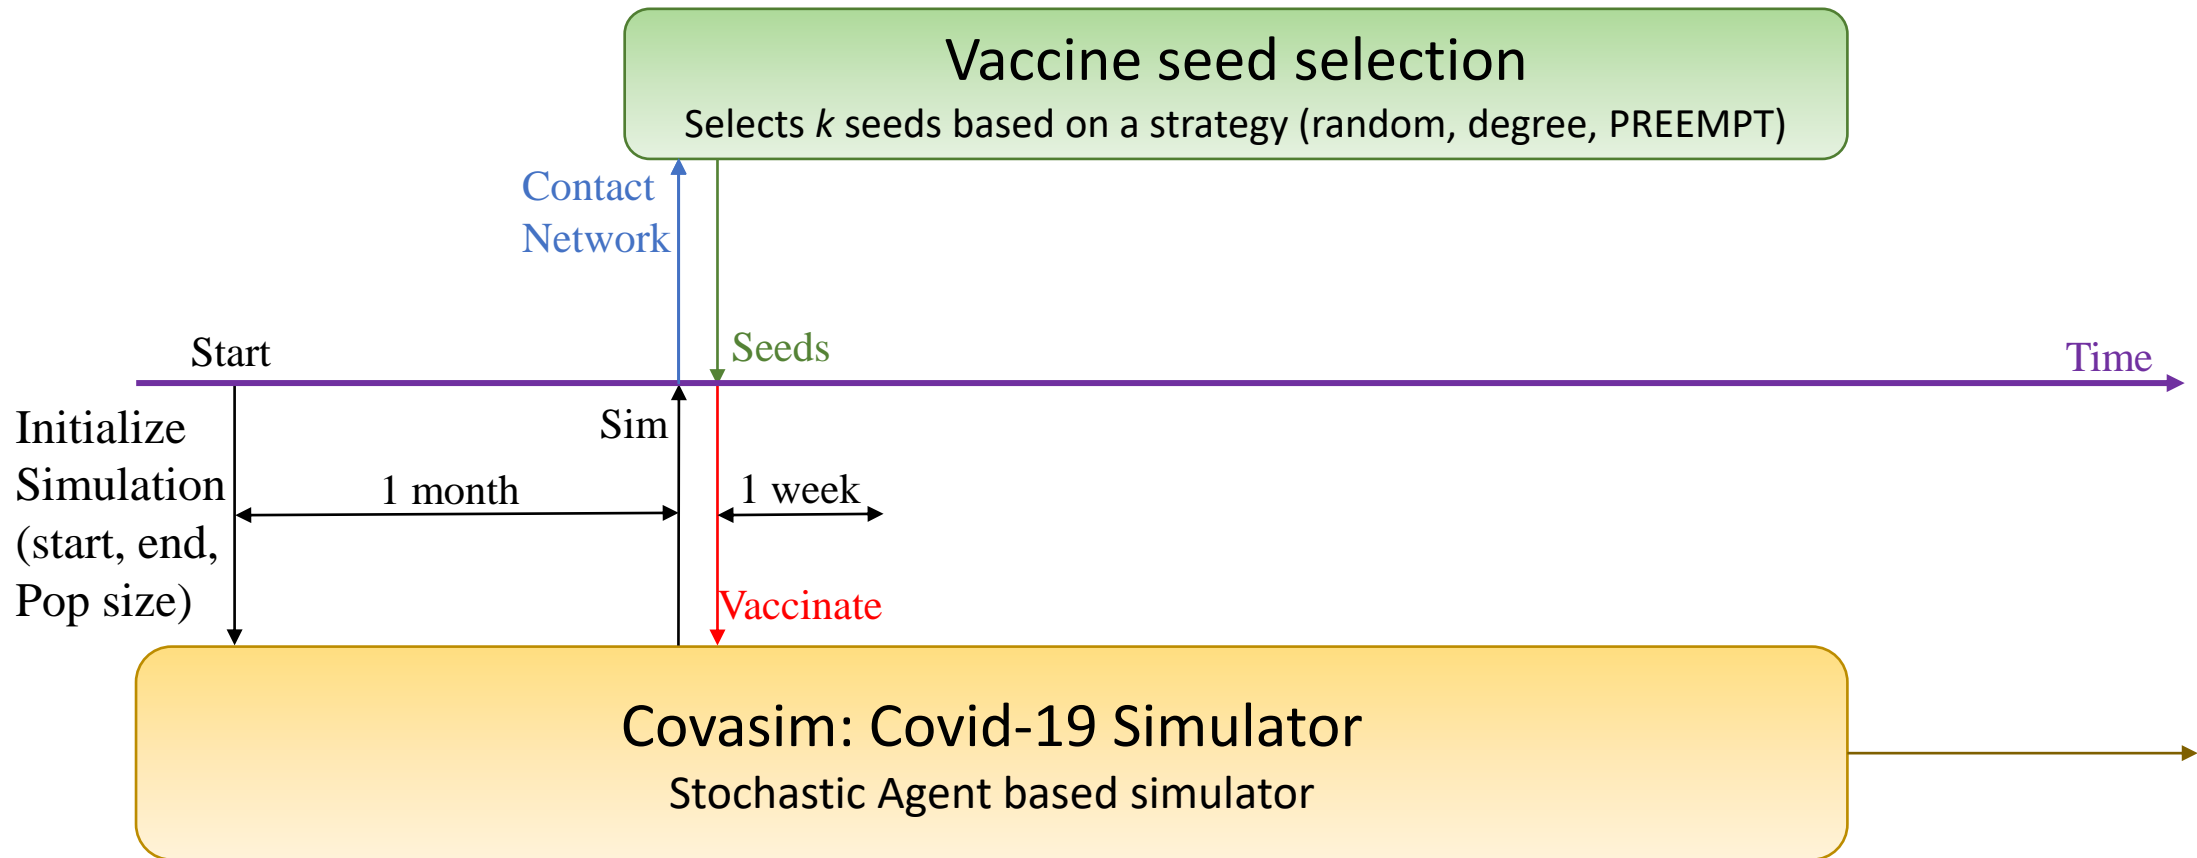 Vaccine seed selection
Selects k seeds based on a strategy (random, degree, PREEMPT)
Contact
Network
Start
Seeds
Time
Initialize
Simulation
(start, end,
Pop size)
Sim
1 month
1 week
Vaccinate
Covasim: Covid-19 Simulator
Stochastic Agent based simulator